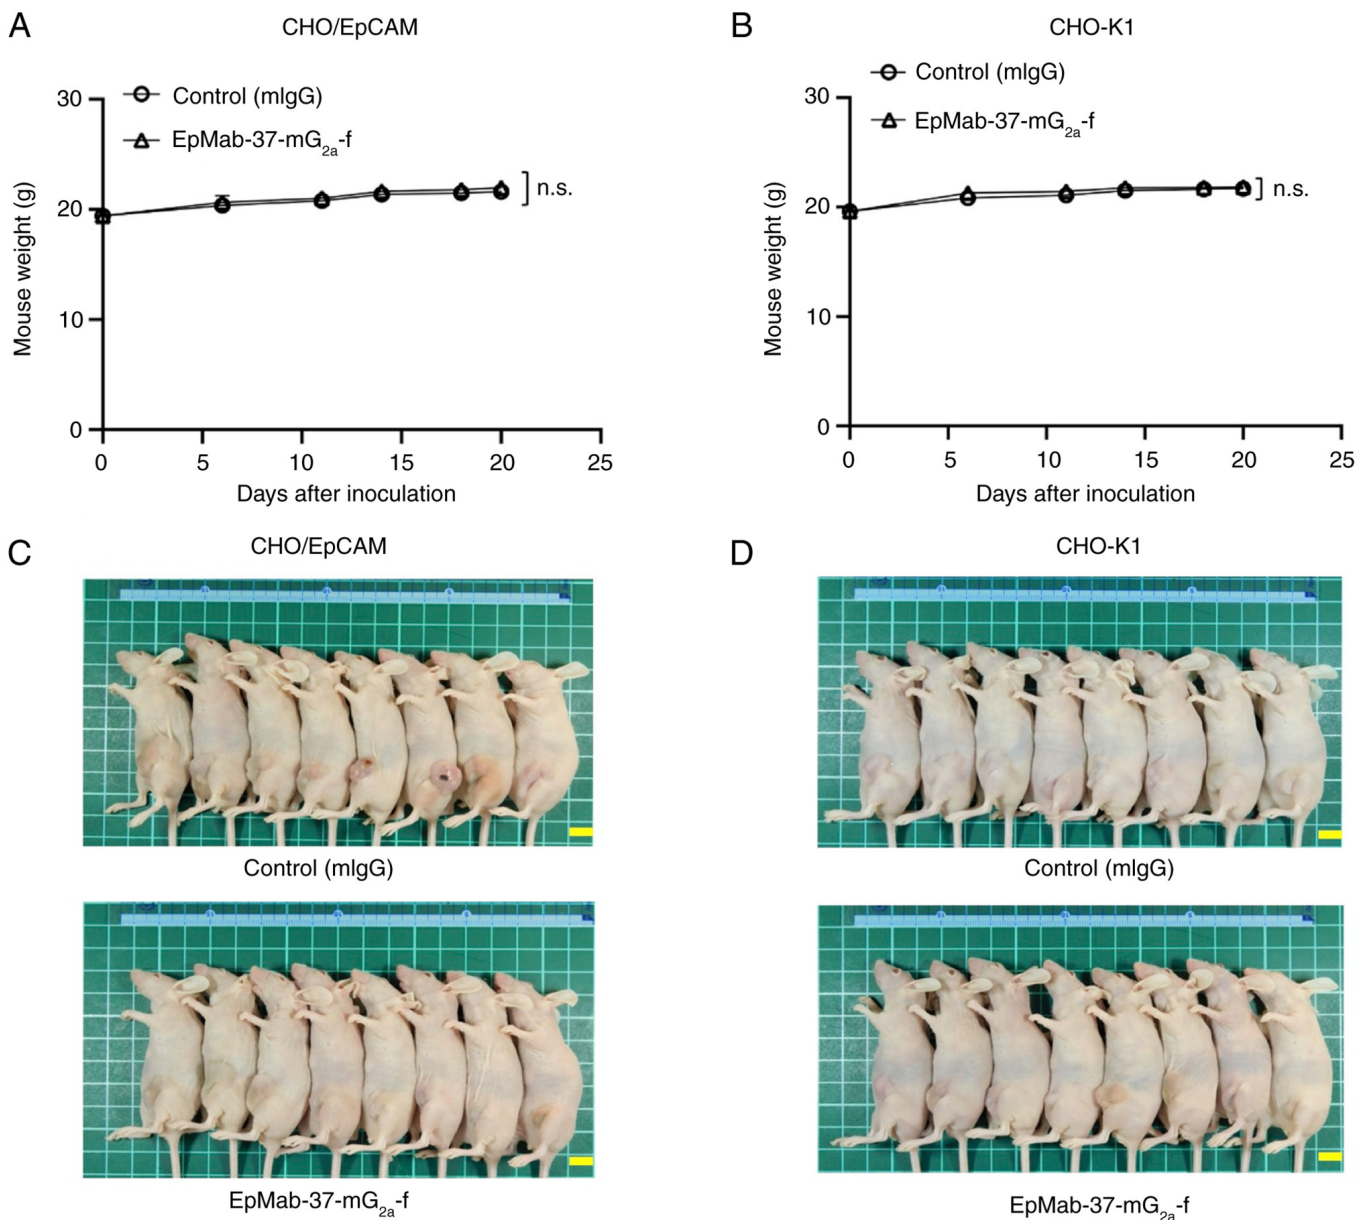 A
CHO/EpCAM
Control (mIgG)
EpMab-37-mG2a-f
30
20
10
0
n.s.
Mouse weight (g)
0 5 10 15 20 25
Days after inoculation
B
CHO-K1
Control (mIgG)
EpMab-37-mG2a-f
30
20
10
0
n.s.
Mouse weight (g)
0 5 10 15 20 25
Days after inoculation
C
CHO/EpCAM
Control (mIgG)
EpMab-37-mG2a-f
D
CHO-K1
Control (mIgG)
EpMab-37-mG2a-f